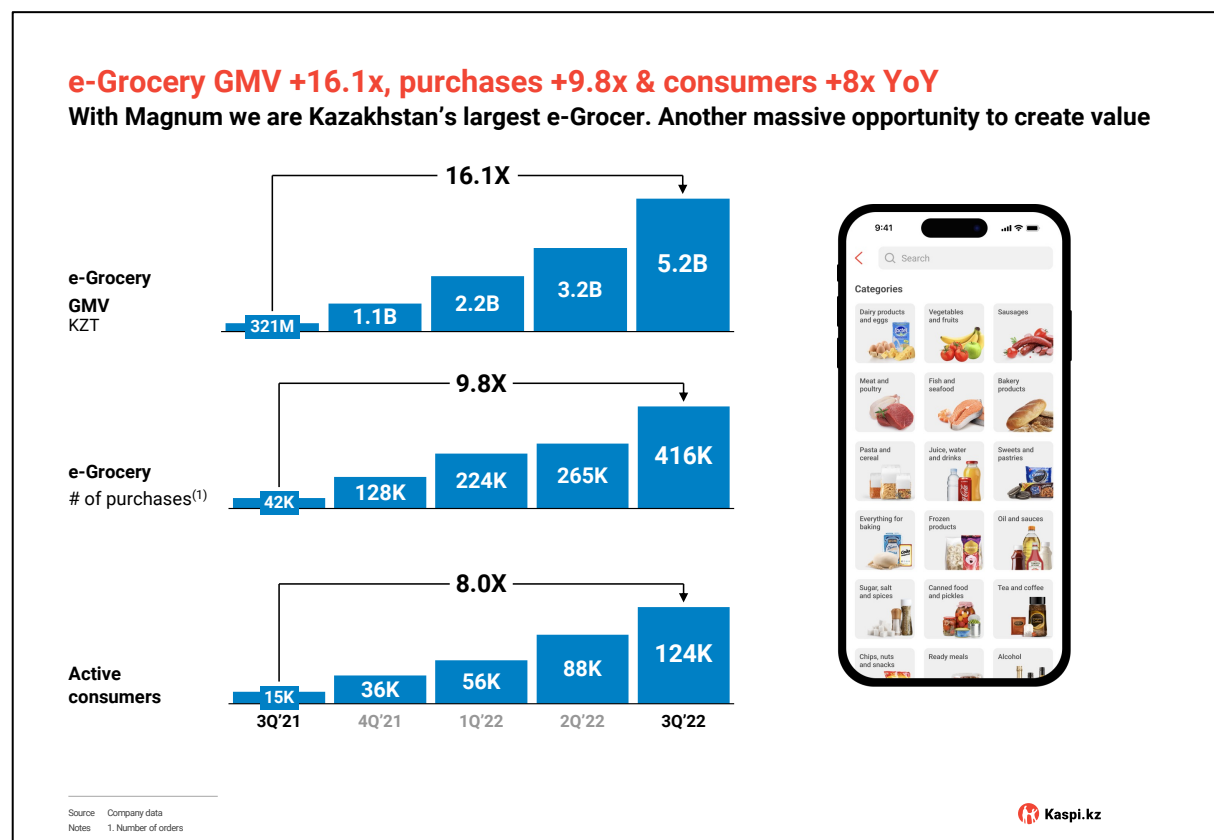 e-Grocery GMV +16.1x, purchases +9.8x & consumers +8x YoY
With Magnum we are Kazakhstan’s largest e-Grocer. Another massive opportunity to create value
16.1X
e-Grocery
GMV
KZT
321M
1.1B
2.2B
3.2B
5.2B
9.8X
e-Grocery
# of purchases(1)
42K
128K
224K
265K
416K
8.0X
Active
consumers
15K
36K
56K
88K
124K
3Q’21
4Q’21
1Q’22
2Q’22
3Q’22
9:41
Search
Categories
Dairy products
and eggs
Vegetables
and fruits
Sausages
Meat and
poultry
Fish and
seafood
Bakery
products
Pasta and
cereal
Juice, water
and drinks
Sweets and
pastries
Everything for
baking
Frozen
products
Oil and sauces
Sugar, salt
and spices
Canned food
and pickles
Tea and coffee
Chips, nuts
and snacks
Ready meals
Alcohol
Source Company data
Notes 1. Number of orders
Kaspi.kz